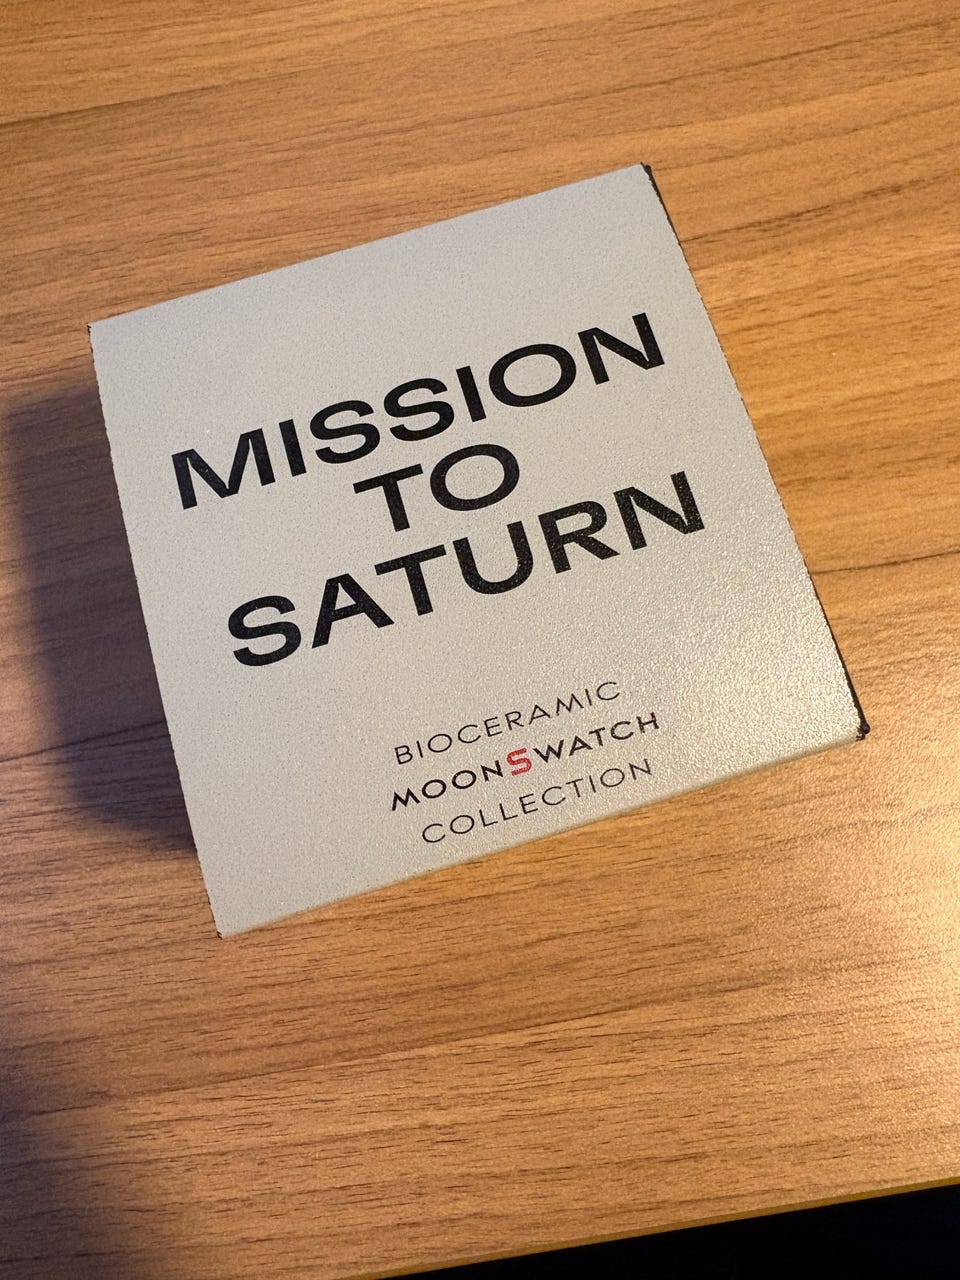 MISSION
TO
SATURN
BIOCERAMIC
MOONSWATCH
COLLECTION